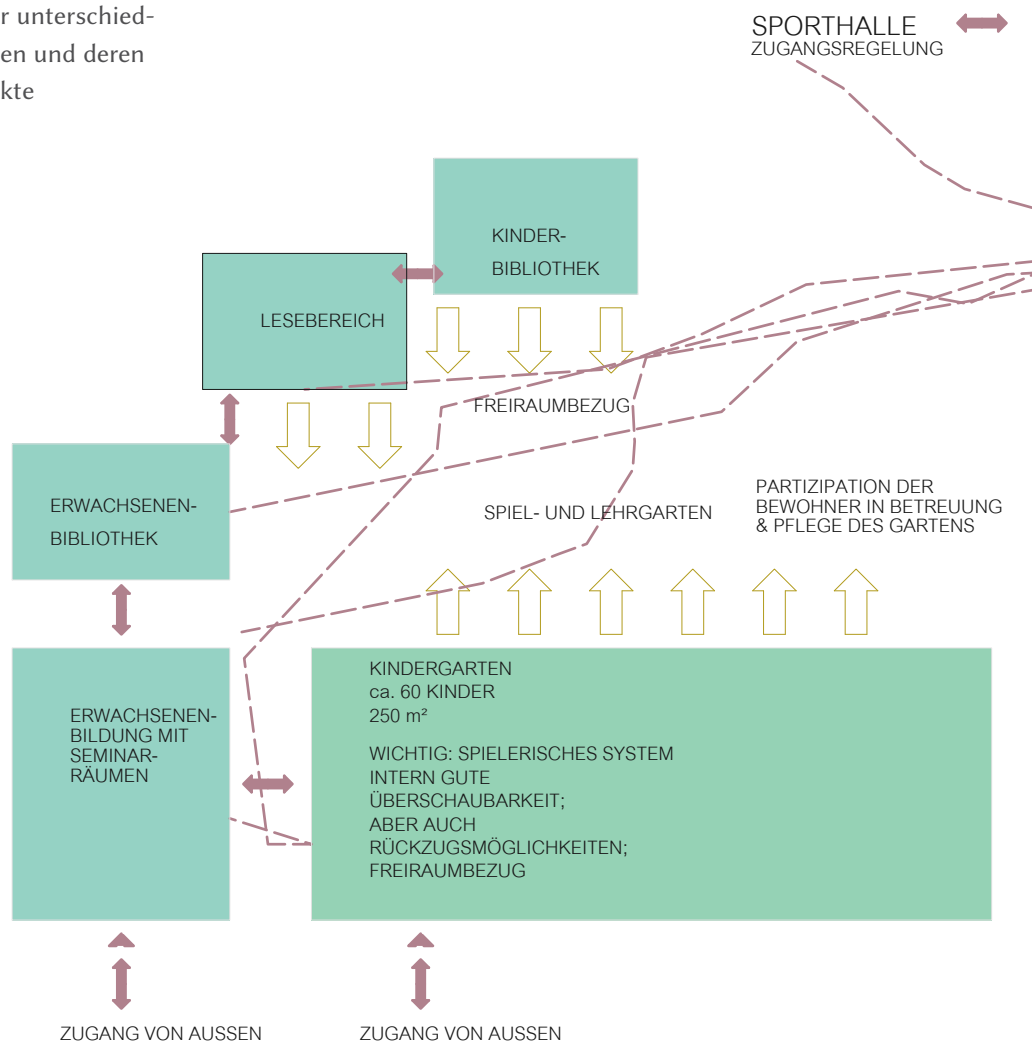 r unterschied-
en und deren
kte
SPORTHALLE
ZUGANGSREGELUNG
KINDER-
BIBLIOTHEK
LESEBEREICH
FREIRAUMBEZUG
ERWACHSENEN-
BIBLIOTHEK
SPIEL- UND LEHRGARTEN
PARTIZIPATION DER
BEWOHNER IN BETREUUNG
& PFLEGE DES GARTENS
ERWACHSENEN-
BILDUNG MIT
SEMINAR-
RÄUMEN
KINDERGARTEN
ca. 60 KINDER
250 m²
WICHTIG: SPIELERISCHES SYSTEM
INTERN GUTE
ÜBERSCHAUBARKEIT;
ABER AUCH
RÜCKZUGSMÖGLICHKEITEN;
FREIRAUMBEZUG
ZUGANG VON AUSSEN
ZUGANG VON AUSSEN